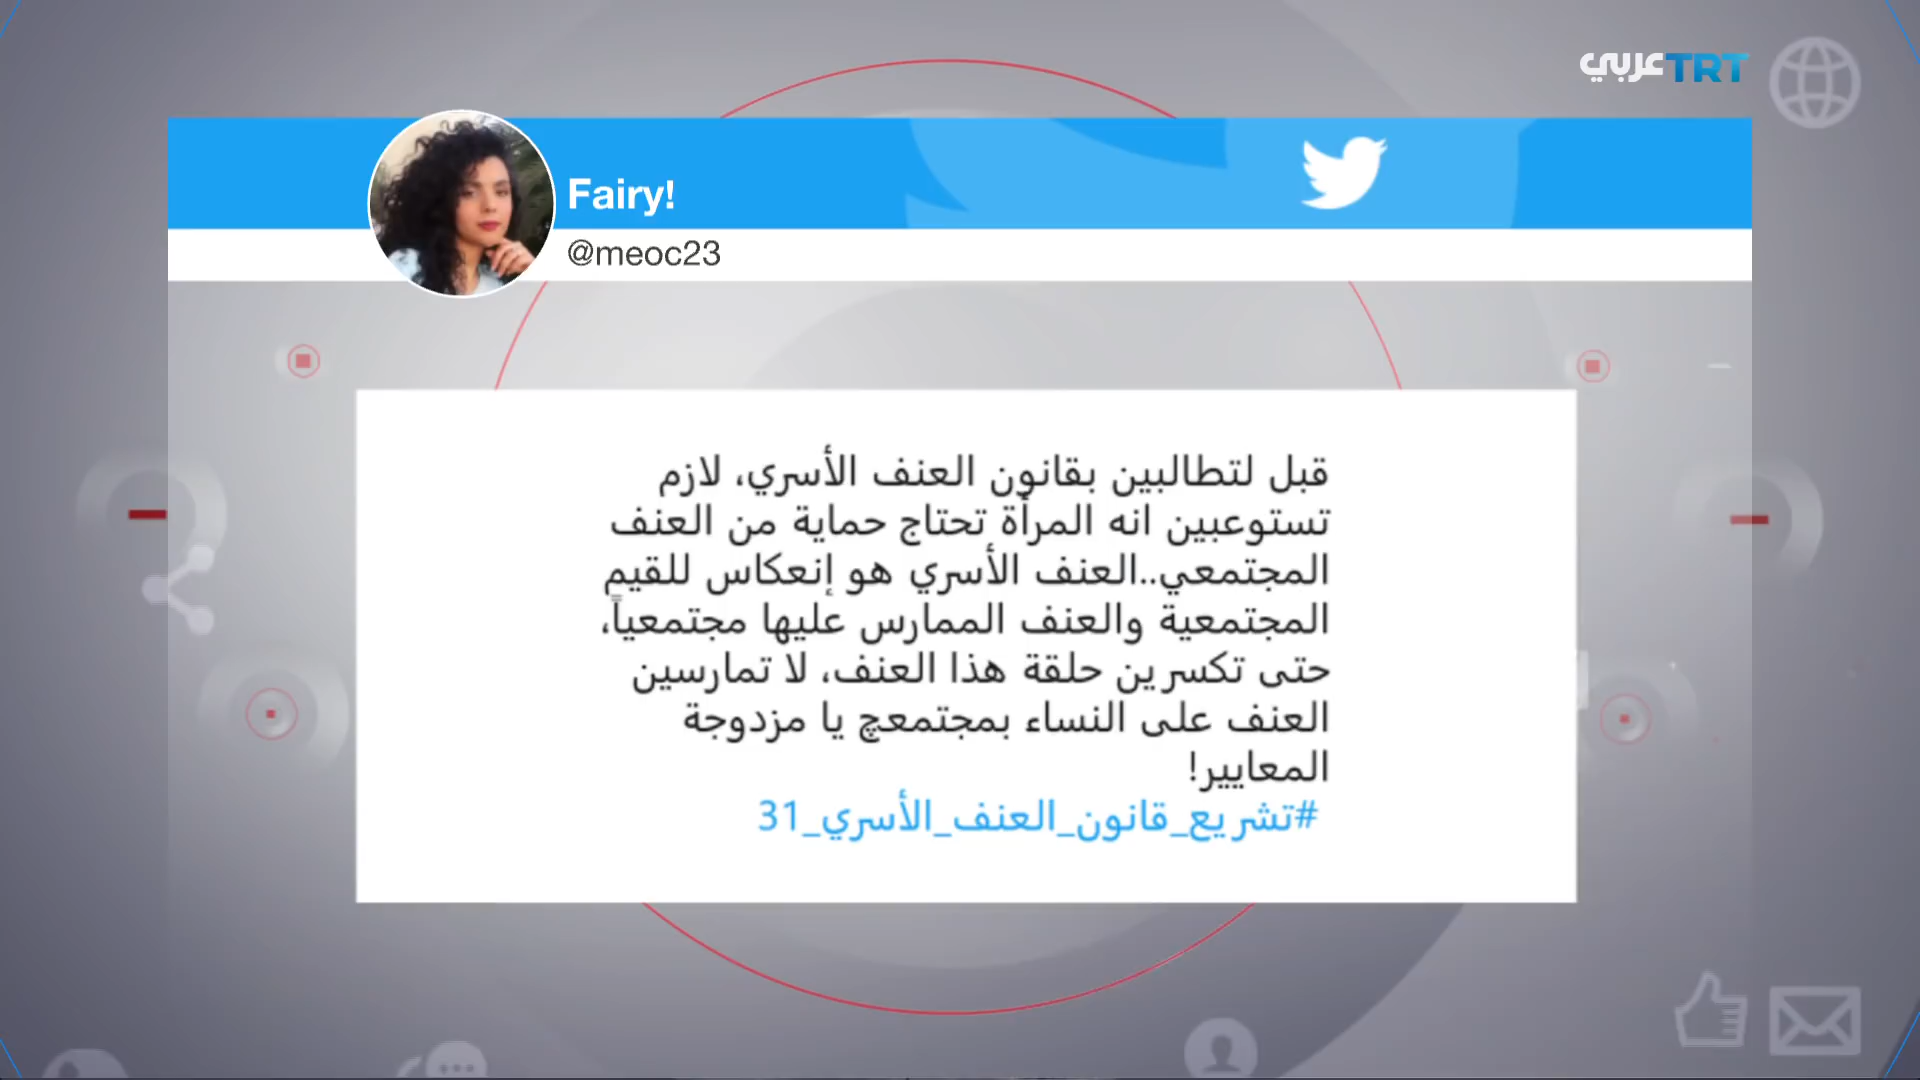 TRT عربي
Fairy!
@meoc23
قبل لتطالبين بقانون العنف الأسري، لازم
تستوعبين انه المرأة تحتاج حماية من العنف
المجتمعي..العنف الأسري هو إنعكاس للقيم
المجتمعية والعنف الممارس عليها مجتمعياً،
حتى تكسرين حلقة هذا العنف، لا تمارسين
العنف على النساء بمجتمعچ يا مزدوجة
المعايير!
#تشريع_قانون_العنف_الأسري_31